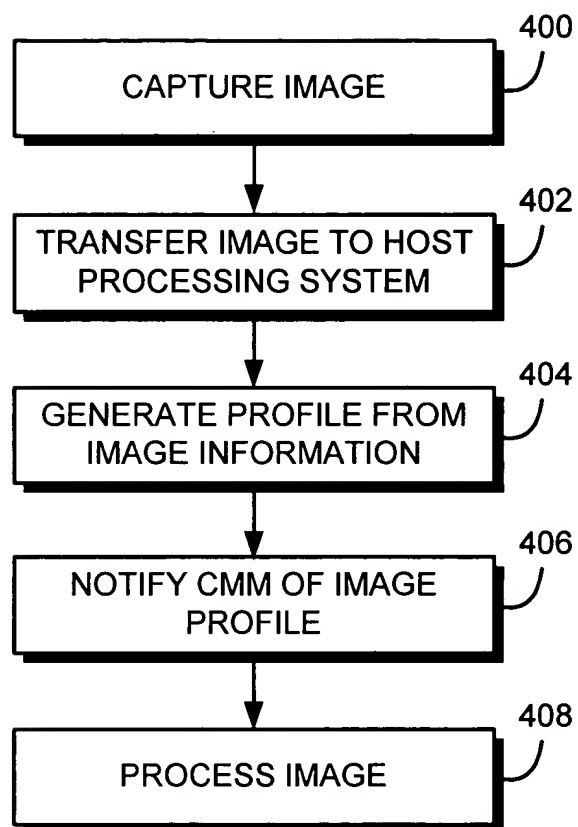 400
CAPTURE IMAGE
402
TRANSFER IMAGE TO HOST
PROCESSING SYSTEM
404
GENERATE PROFILE FROM
IMAGE INFORMATION
406
NOTIFY CMM OF IMAGE
PROFILE
408
PROCESS IMAGE